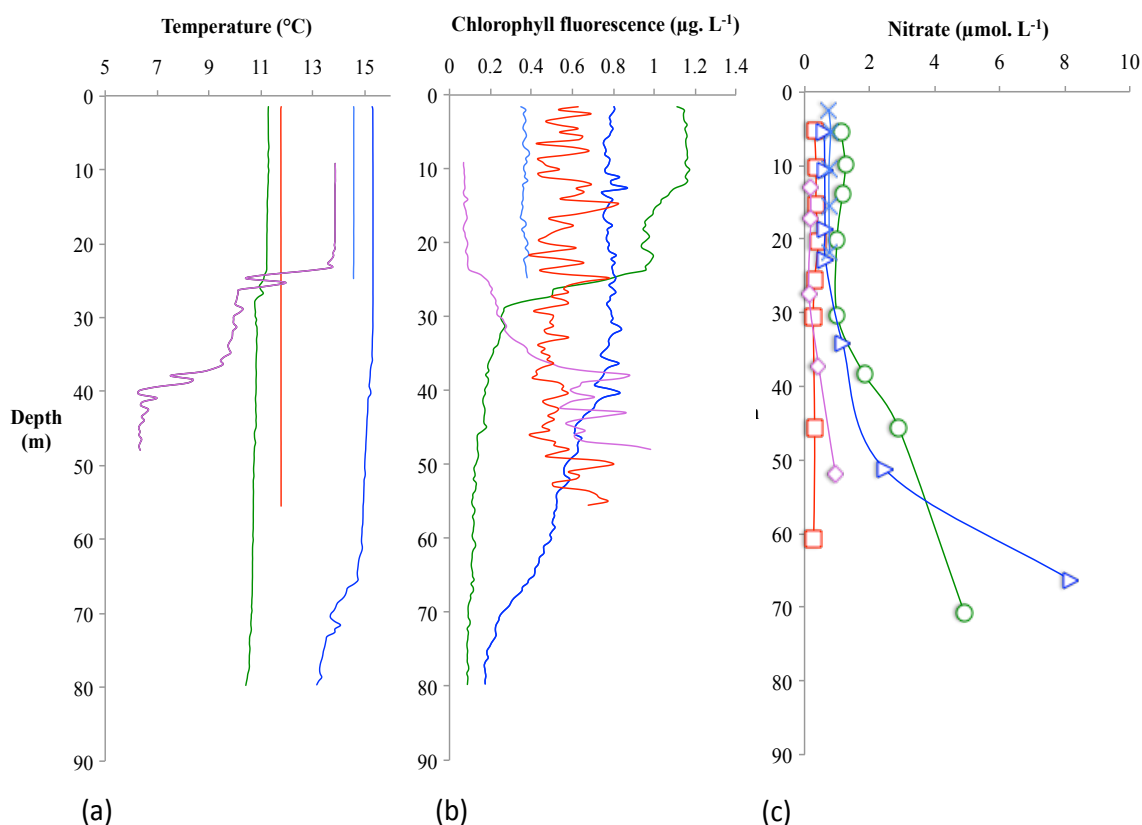 Temperature (°C)
5 7 9 11 13 15
0
10
20
30
40
50
60
70
80
90
Depth
(m)
(a)
Chlorophyll fluorescence (µg. L-1)
0 0.2 0.4 0.6 0.8 1 1.2 1.4
0
10
20
30
40
50
60
70
80
90
(b)
Nitrate (µmol. L-1)
0 2 4 6 8 10
0
10
20
30
40
50
60
70
80
90
(c)